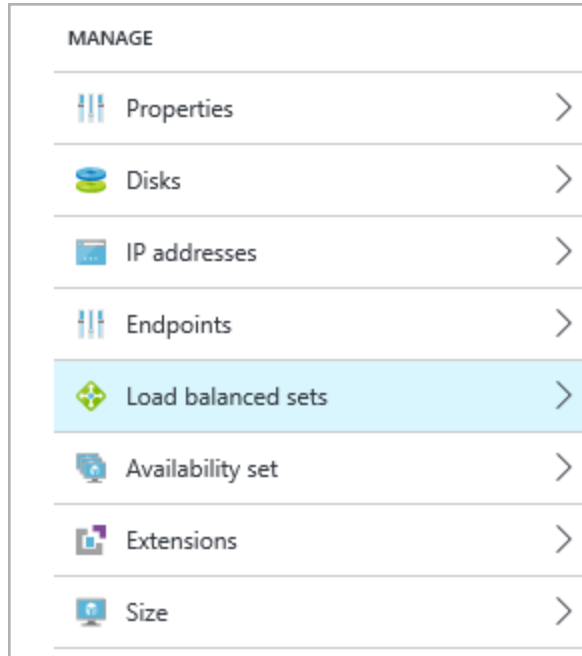 MANAGE
Properties
Disks
IP addresses
Endpoints
Load balanced sets
Availability set
Extensions
Size